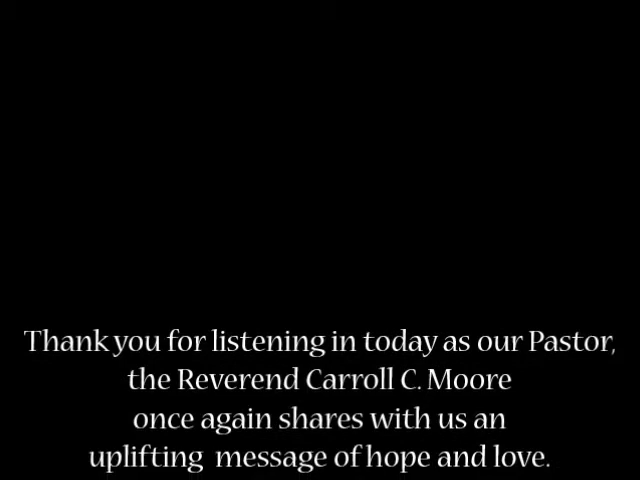 Thank you for listening in today as our Pastor,
the Reverend Carroll C. Moore
once again shares with us an
uplifting message of hope and love.